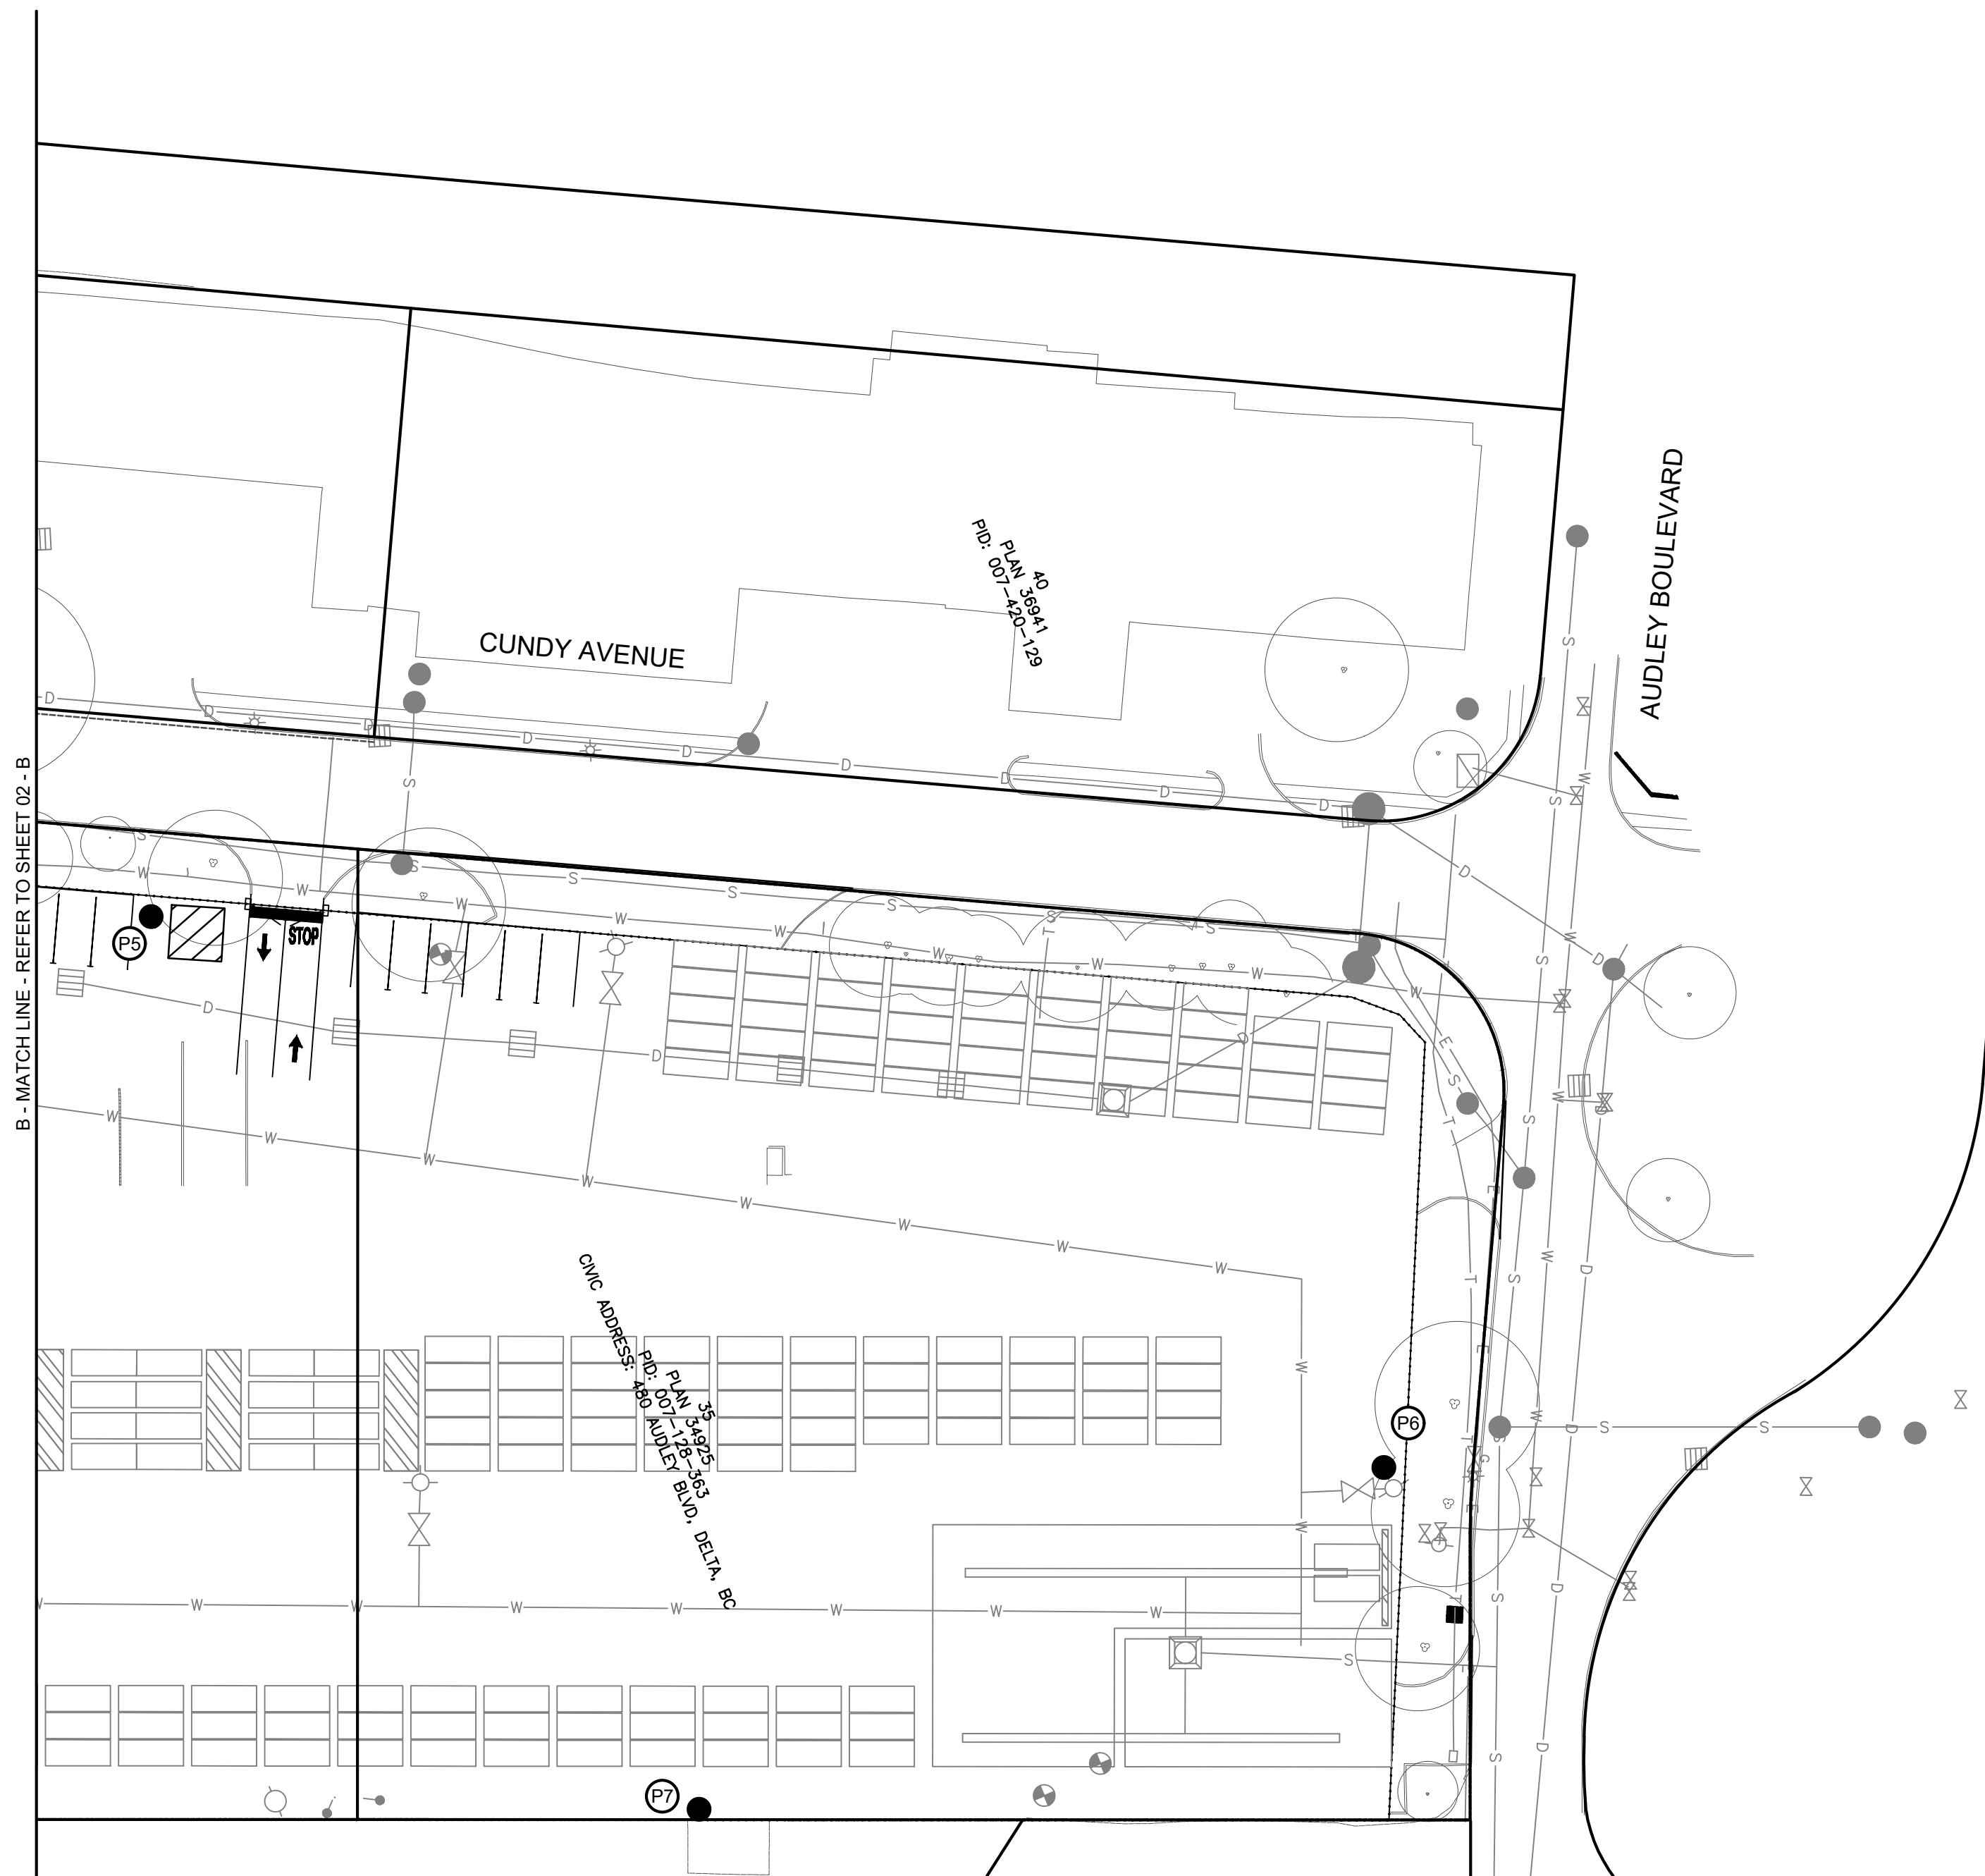 AUDLEY BOULEVARD
40
PLAN 36941
PID: 007-420-129
CUNDY AVENUE
B - MATCH LINE - REFER TO SHEET 02 - B
P5
STOP
35
PLAN 34925
PID: 007-128-363
CIVIC ADDRESS: 480 AUDLEY BLVD, DELTA, BC
P6
P7